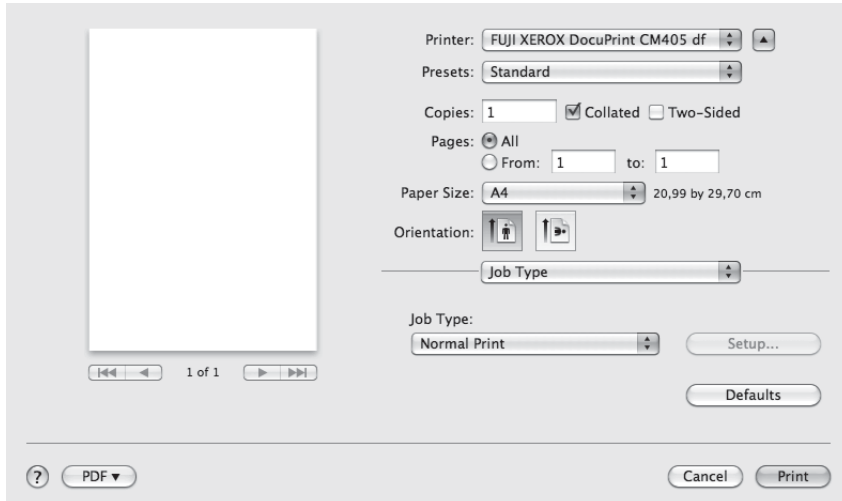 Printer: FUJI XEROX DocuPrint CM405 df
Presets: Standard
Copies: 1 Collated Two-Sided
Pages: All
From: 1 to: 1
Paper Size: A4 20,99 by 29,70 cm
Orientation:
Job Type
Job Type:
Normal Print Setup...
1 of 1
Defaults
? PDF Cancel Print